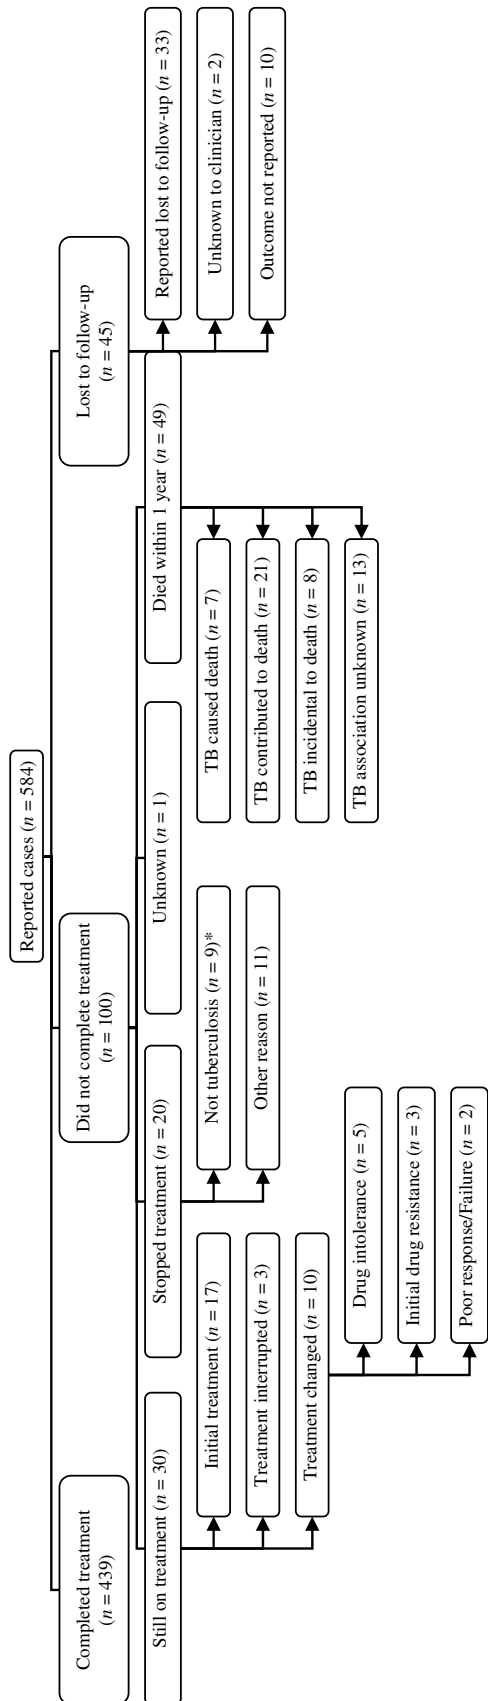 Reported cases (n = 584)
Completed treatment
(n = 439)
Did not complete treatment
(n = 100)
Lost to follow-up
(n = 45)
Still on treatment (n = 30)
Stopped treatment (n = 20)
Unknown (n = 1)
Died within 1 year (n = 49)
Reported lost to follow-up (n = 33)
Unknown to clinician (n = 2)
Outcome not reported (n = 10)
Initial treatment (n = 17)
Treatment interrupted (n = 3)
Treatment changed (n = 10)
Not tuberculosis (n = 9)*
Other reason (n = 11)
TB caused death (n = 7)
TB contributed to death (n = 21)
TB incidental to death (n = 8)
TB association unknown (n = 13)
Drug intolerance (n = 5)
Initial drug resistance (n = 3)
Poor response/Failure (n = 2)